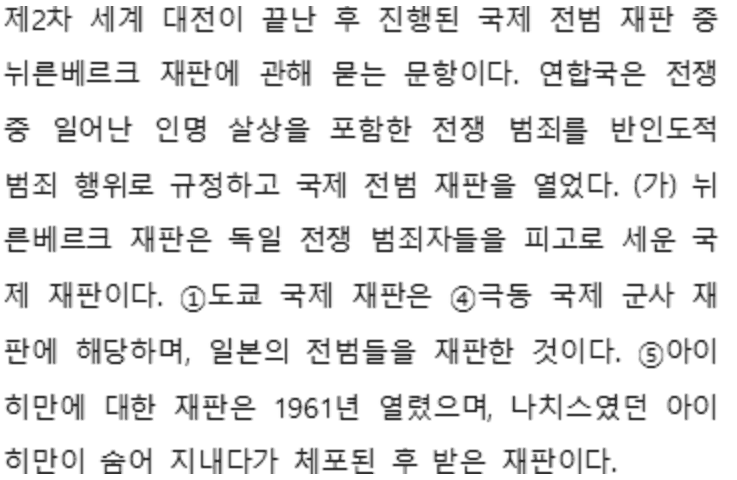 제2차 세계 대전이 끝난 후 진행된 국제 전범 재판 중
뉘른베르크 재판에 관해 묻는 문항이다. 연합국은 전쟁
중 일어난 인명 살상을 포함한 전쟁 범죄를 반인도적
범죄 행위로 규정하고 국제 전범 재판을 열었다. (가) 뉘
른베르크 재판은 독일 전쟁 범죄자들을 피고로 세운 국
제 재판이다. ①도쿄 국제 재판은 ④극동 국제 군사 재
판에 해당하며, 일본의 전범들을 재판한 것이다. ⑤아이
히만에 대한 재판은 1961년 열렸으며, 나치스였던 아이
히만이 숨어 지내다가 체포된 후 받은 재판이다.